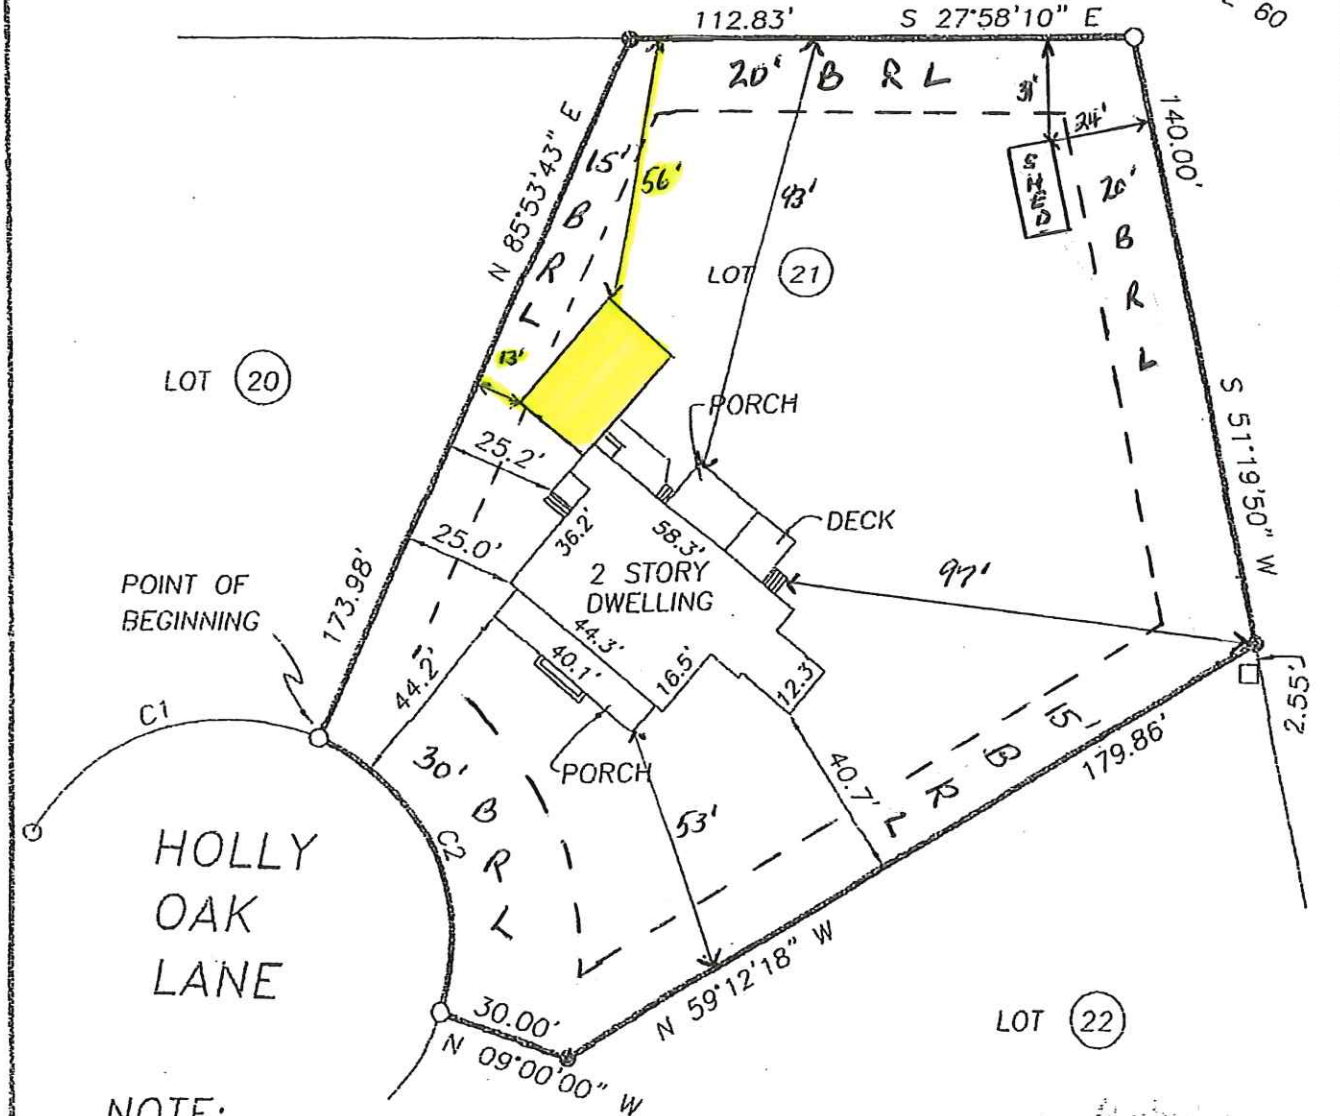 112.83' S 27°58'10" E
60
20' B R L
31'
24'
140.00'
N 85°53'43" E
15' B R L
56'
93'
SHED
20' B R L
LOT 21
13'
LOT 20
PORCH
S 51°19'50" W
25.2'
DECK
36.2'
58.3'
25.0'
2 STORY
DWELLING
97'
POINT OF
BEGINNING
173.98'
44.3'
40.1'
16.5'
12.3
44.2'
2.55'
C1
15' B R L
179.86'
30' B R L
PORCH
40.7'
53'
C2
HOLLY
OAK
LANE
N 59°12'18" W
30.00'
N 09°00'00" W
LOT 22
NOTE: